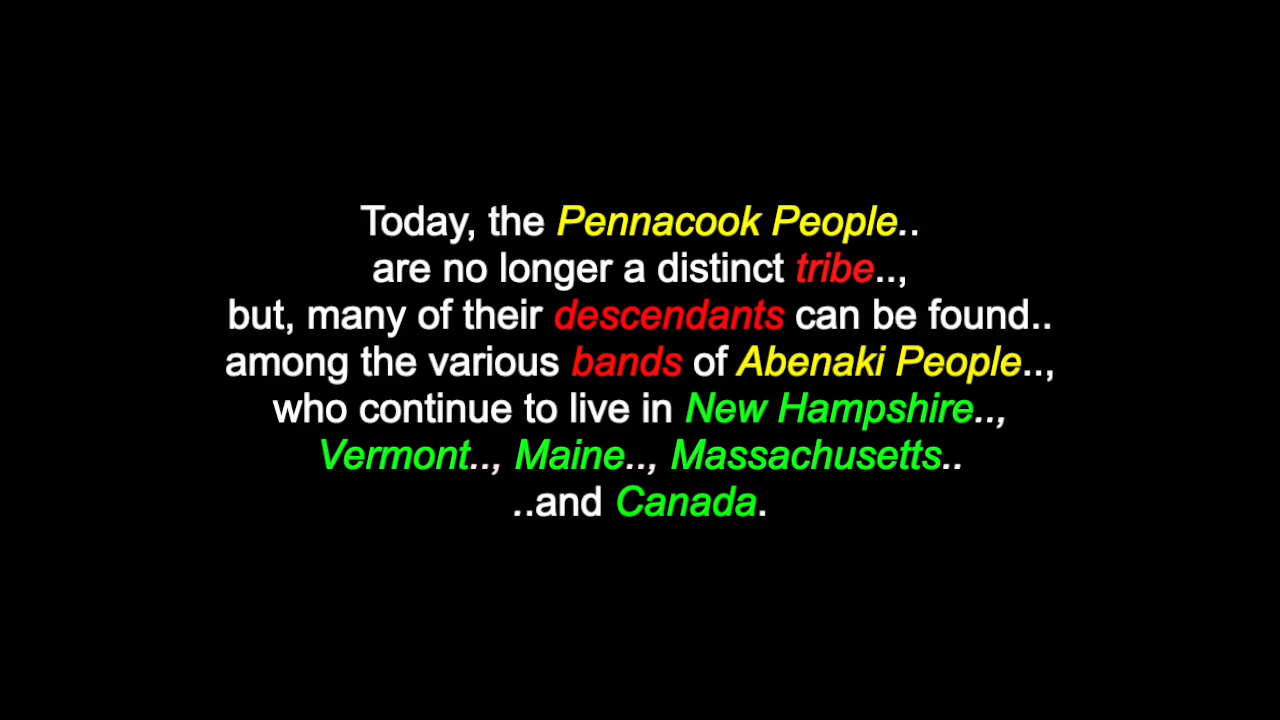 Today, the Pennacook People..
are no longer a distinct tribe..,
but, many of their descendants can be found..
among the various bands of Abenaki People..,
who continue to live in New Hampshire..,
Vermont.., Maine.., Massachusetts..
..and Canada.